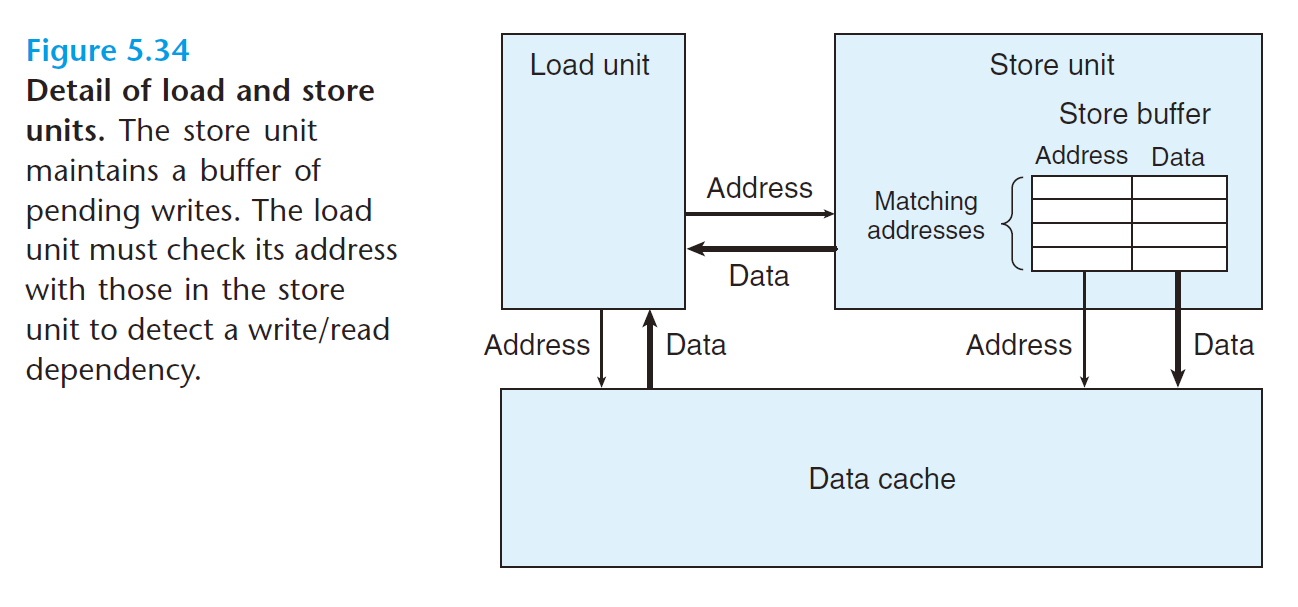 Figure 5.34
Detail of load and store
units. The store unit
maintains a buffer of
pending writes. The load
unit must check its address
with those in the store
unit to detect a write/read
dependency.
Load unit
Store unit
Store buffer
Address Data
Matching
addresses
Address
Data
Address
Data
Address
Data
Data cache